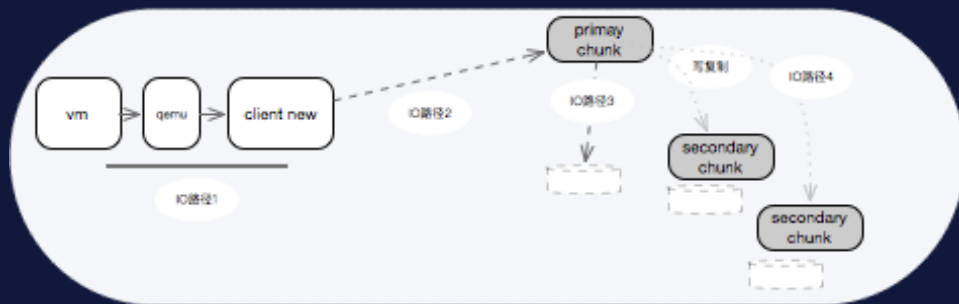 primay
chunk
写复制
IO路径4
vm
qemu
client new
IO路径2
IO路径3
secondary
chunk
IO路径1
secondary
chunk